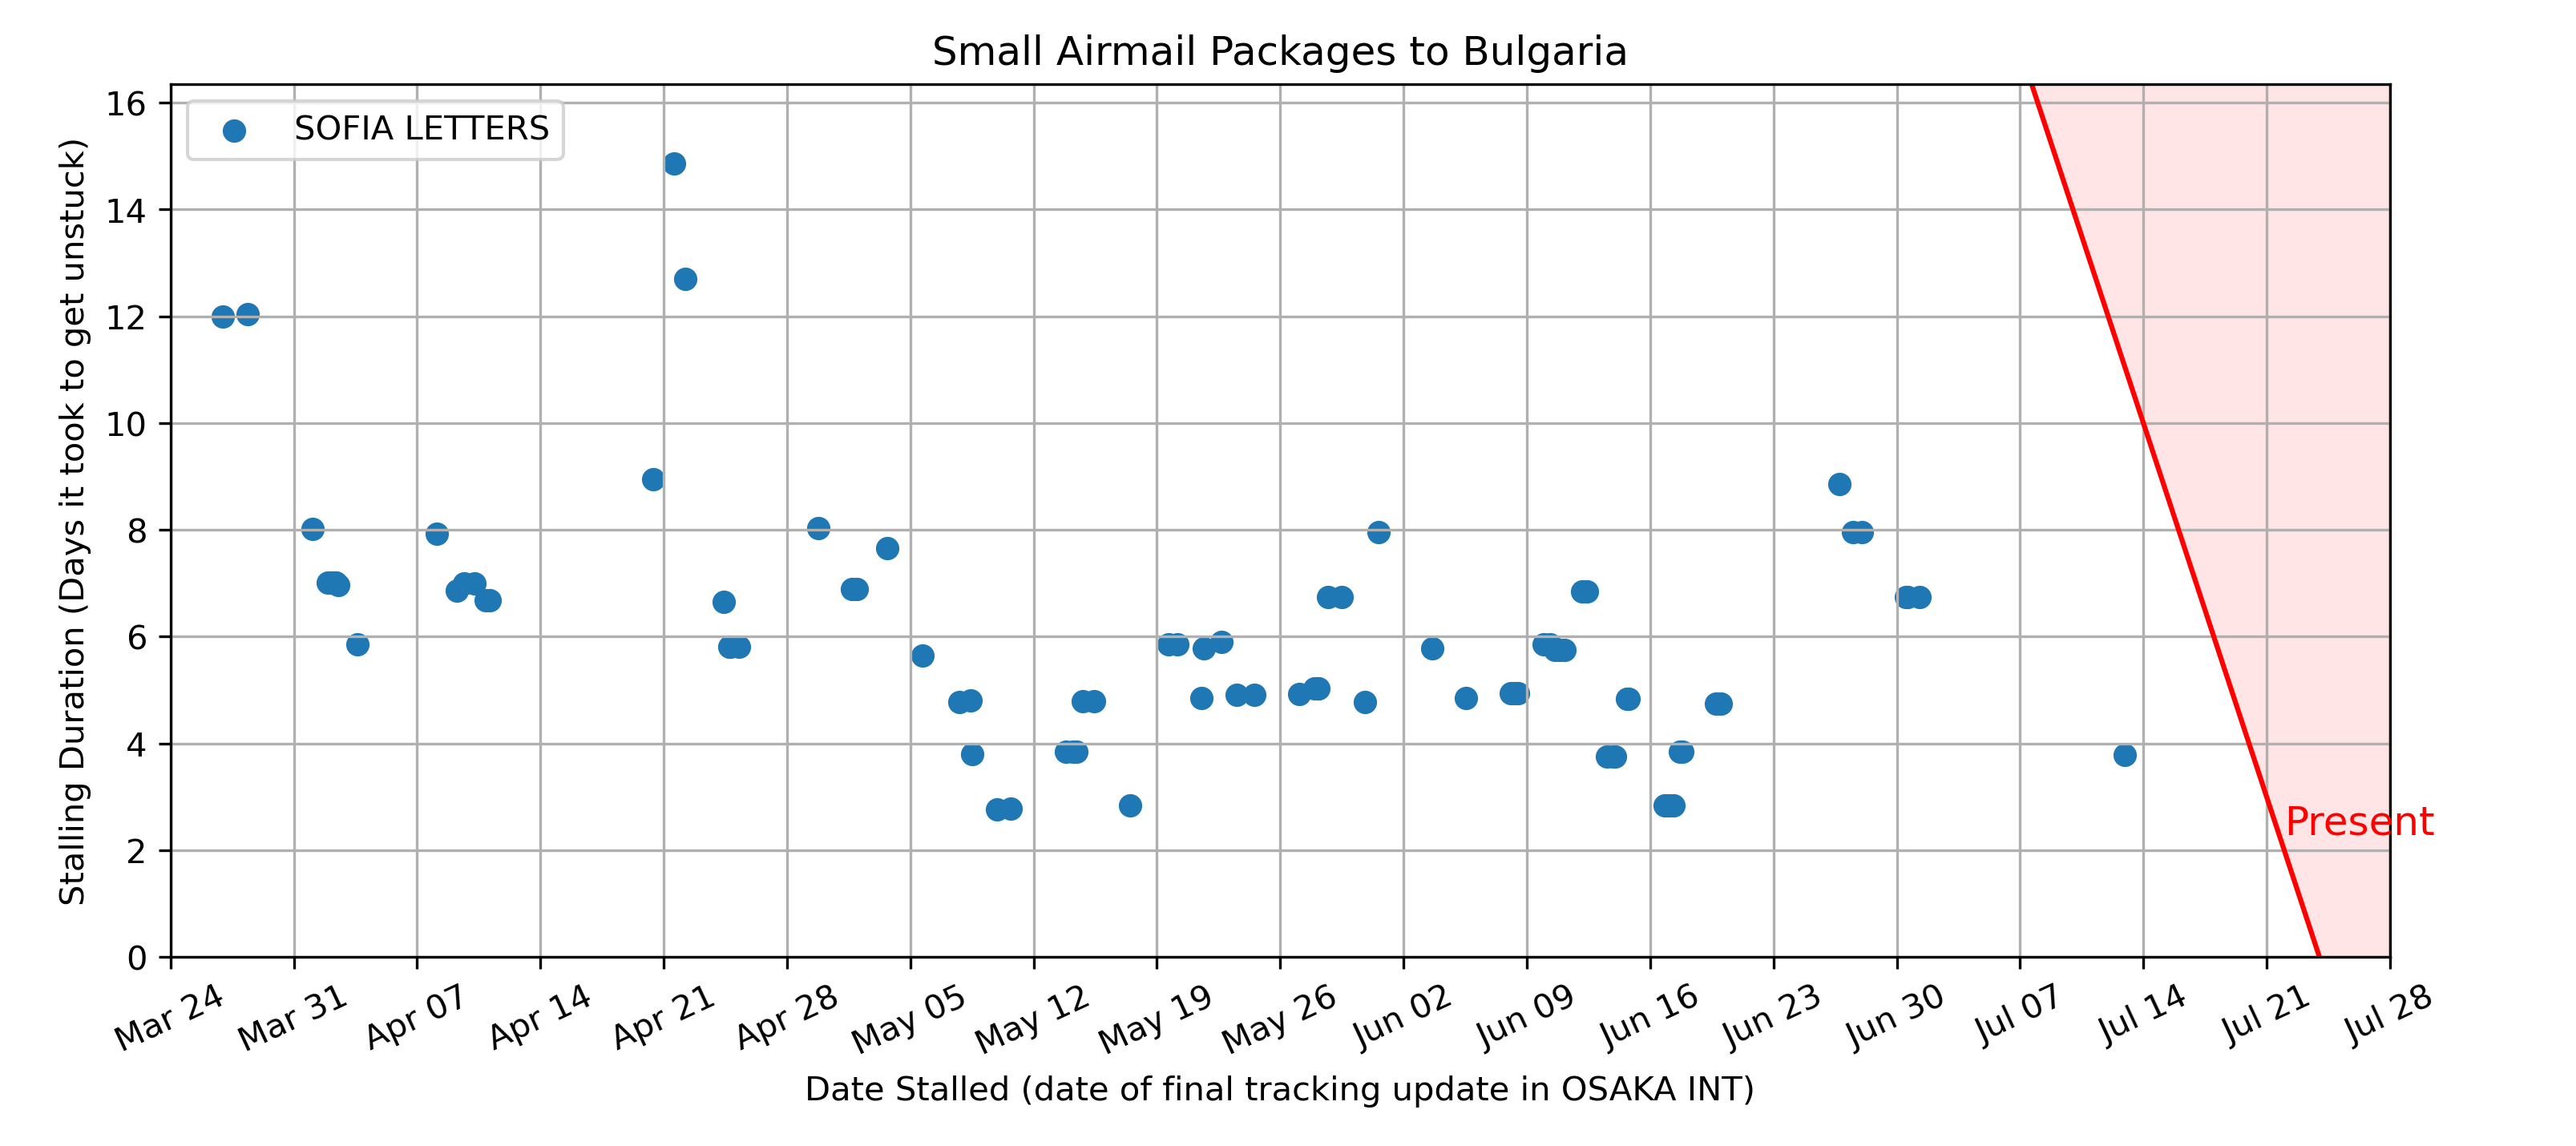 Small Airmail Packages to Bulgaria
Stalling Duration (Days it took to get unstuck)
16
14
12
10
8
6
4
2
0
SOFIA LETTERS
Present
Mar 24
Mar 31
Apr 07
Apr 14
Apr 21
Apr 28
May 05
May 12
May 19
May 26
Jun 02
Jun 09
Jun 16
Jun 23
Jun 30
Jul 07
Jul 14
Jul 21
Jul 28
Date Stalled (date of final tracking update in OSAKA INT)